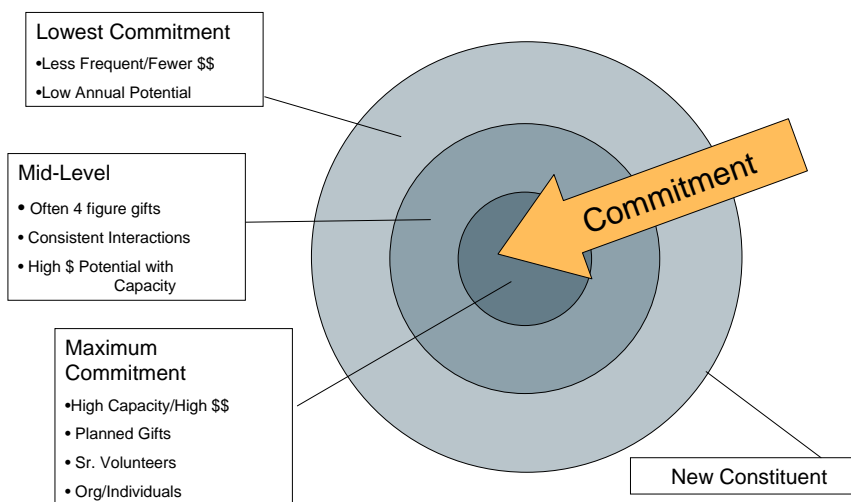 Lowest Commitment
•Less Frequent/Fewer $$
•Low Annual Potential
Mid-Level
• Often 4 figure gifts
• Consistent Interactions
• High $ Potential with
Capacity
Maximum
Commitment
•High Capacity/High $$
• Planned Gifts
• Sr. Volunteers
• Org/Individuals
Commitment
New Constituent